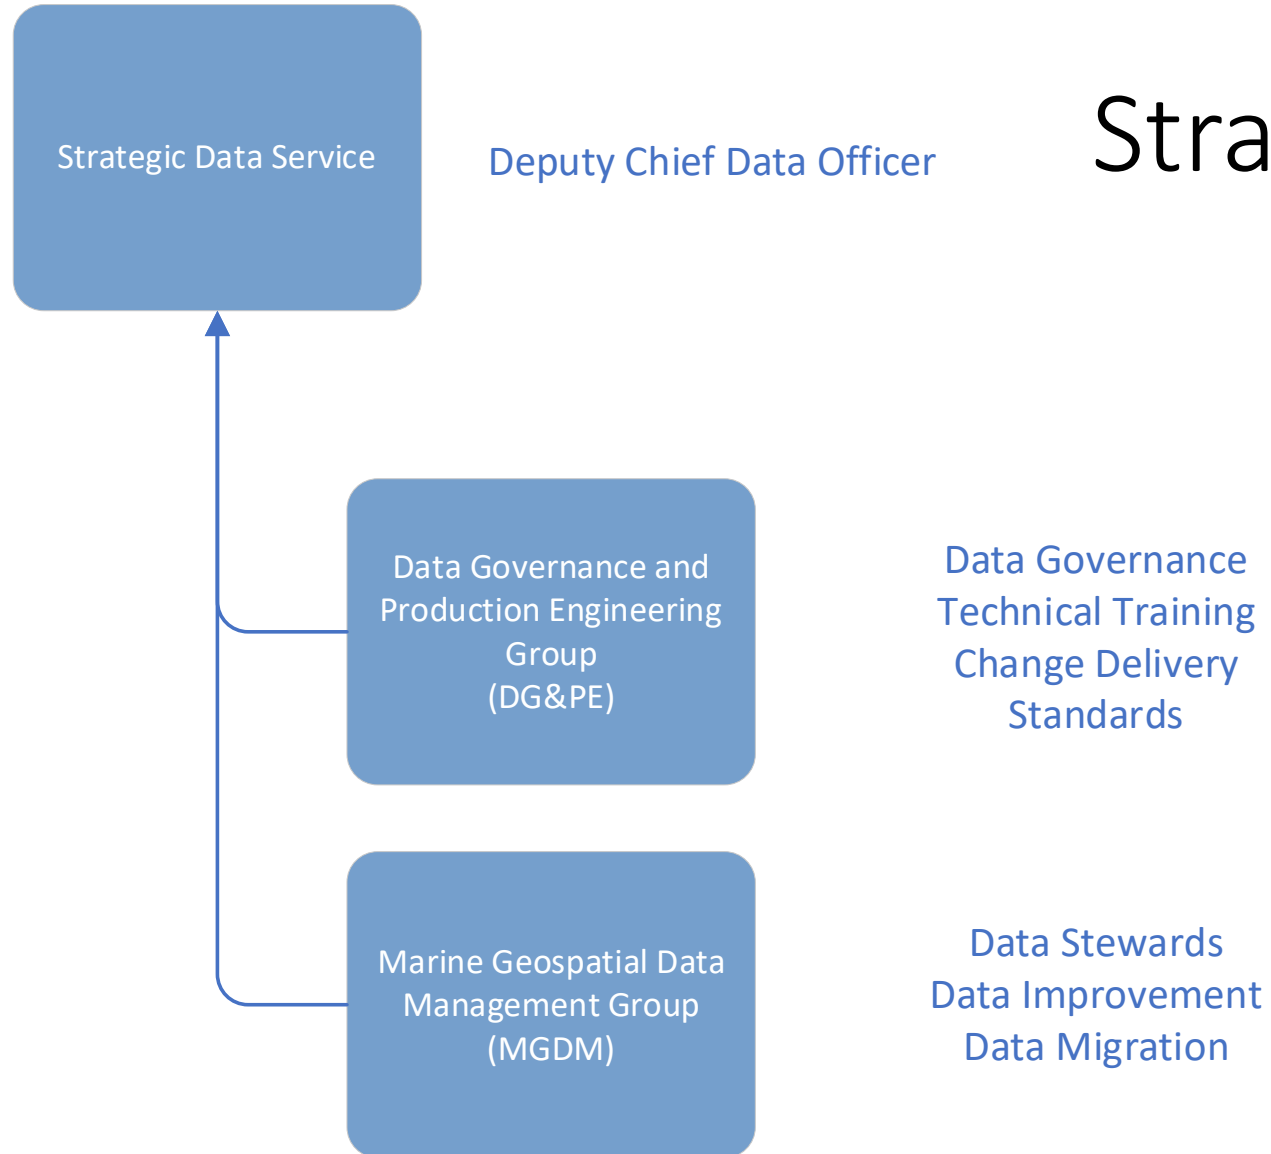 Strategic Data Service
Deputy Chief Data Officer
Stra
Data Governance and
Production Engineering
Group
(DG&PE)
Data Governance
Technical Training
Change Delivery
Standards
Marine Geospatial Data
Management Group
(MGDM)
Data Stewards
Data Improvement
Data Migration